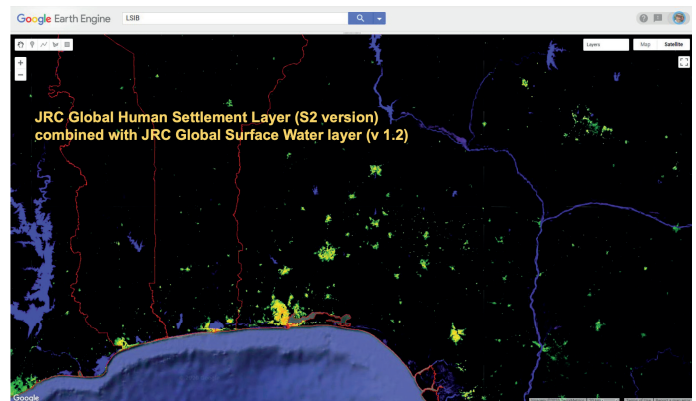 Google Earth Engine
LSIB
Layers
Map
Satellite
JRC Global Human Settlement Layer (S2 version)
combined with JRC Global Surface Water layer (v 1.2)
Google